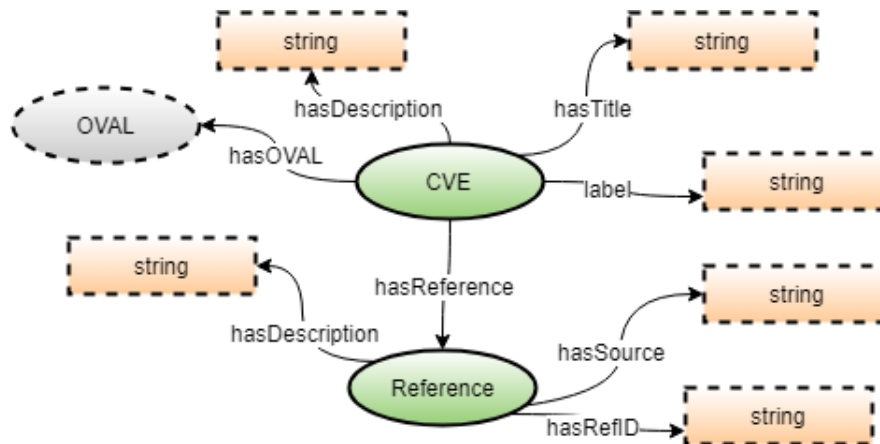 string
string
hasDescription
hasTitle
OVAL
hasOVAL
CVE
label
string
string
hasReference
string
hasDescription
hasSource
Reference
hasRefID
string